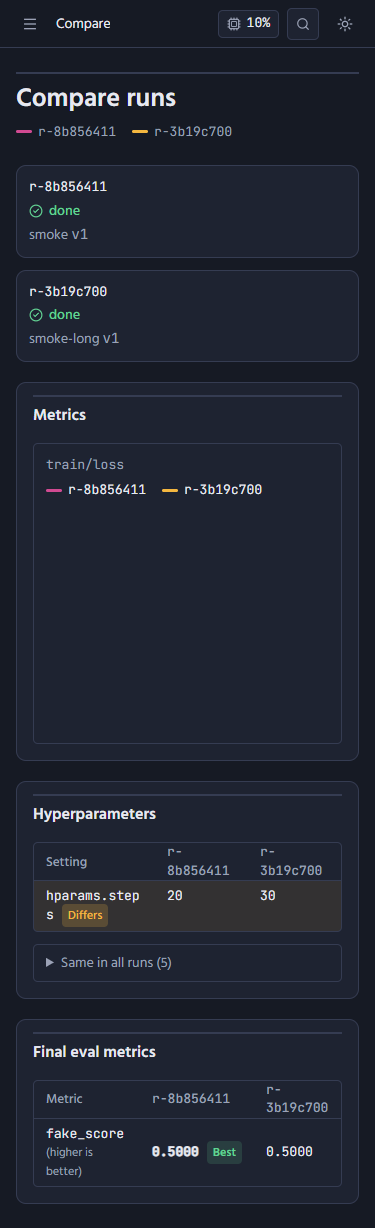 Compare
10%
Compare runs
r-8b856411 r-3b19c700
r-8b856411
done
smoke v1
r-3b19c700
done
smoke-long v1
Metrics
train/loss
r-8b856411 r-3b19c700
Hyperparameters
Setting r-8b856411 r-3b19c700
hparams.steps Differs 20 30
Same in all runs (5)
Final eval metrics
Metric r-8b856411 r-3b19c700
fake_score
(higher is
better)
0.5000 Best 0.5000